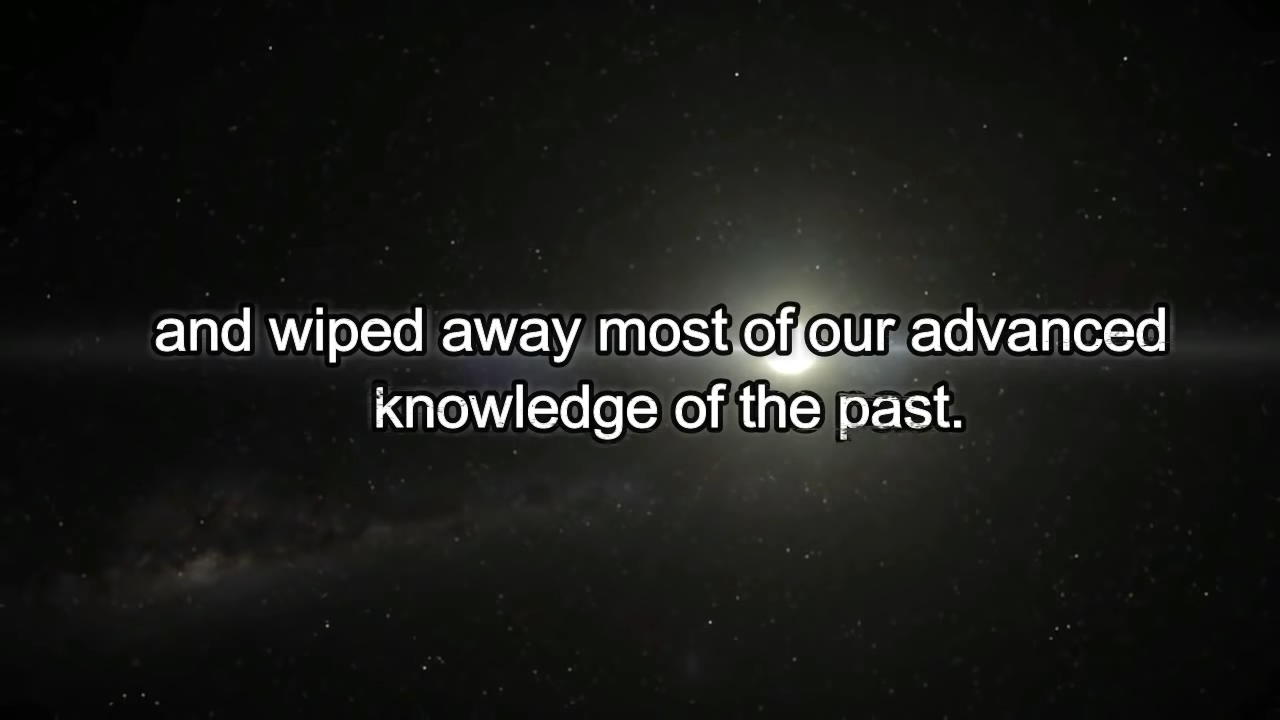 and wiped away most of our advanced
knowledge of the past.